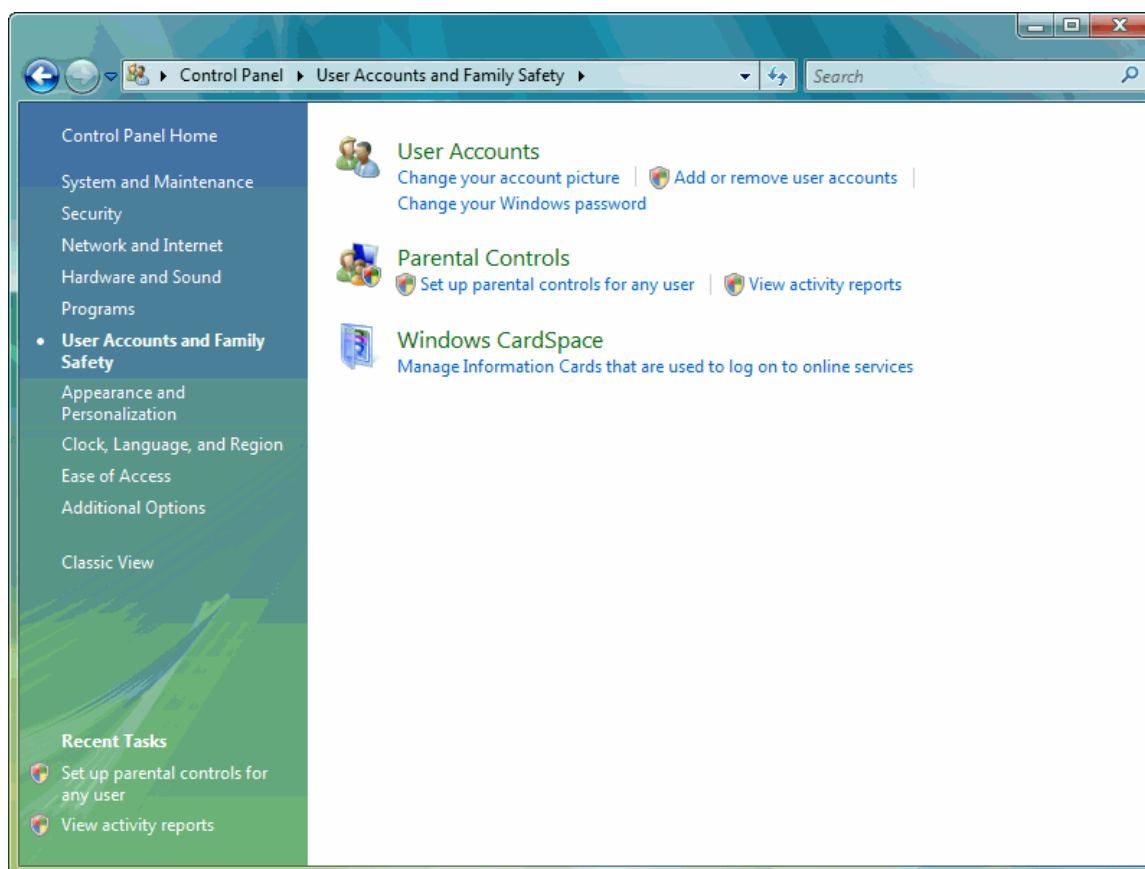 Control Panel User Accounts and Family Safety Search
Control Panel Home
System and Maintenance
Security
Network and Internet
Hardware and Sound
Programs
User Accounts and Family
Safety
Appearance and
Personalization
Clock, Language, and Region
Ease of Access
Additional Options
Classic View
Recent Tasks
Set up parental controls for
any user
View activity reports
User Accounts
Change your account picture Add or remove user accounts
Change your Windows password
Parental Controls
Set up parental controls for any user View activity reports
Windows CardSpace
Manage Information Cards that are used to log on to online services